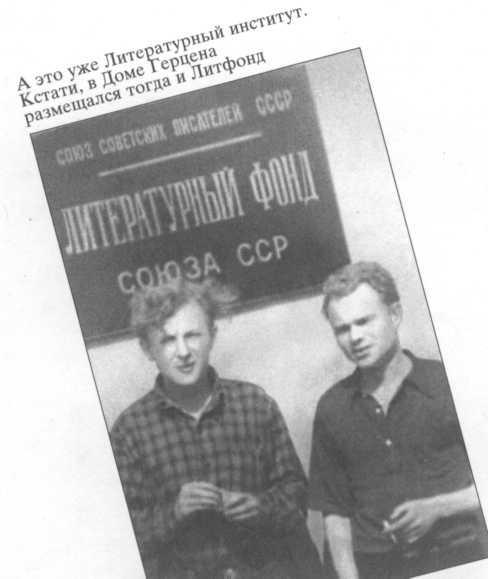 А это уже Литературный институт.
Кстати, в Доме Герцена
размещался тогда и Литфонд
СОЮЗ СОВЕТСКИХ ПИСАТЕЛЕЙ СССР
ЛИТЕРАТУРНЫЙ ФОНД
СОЮЗА ССР